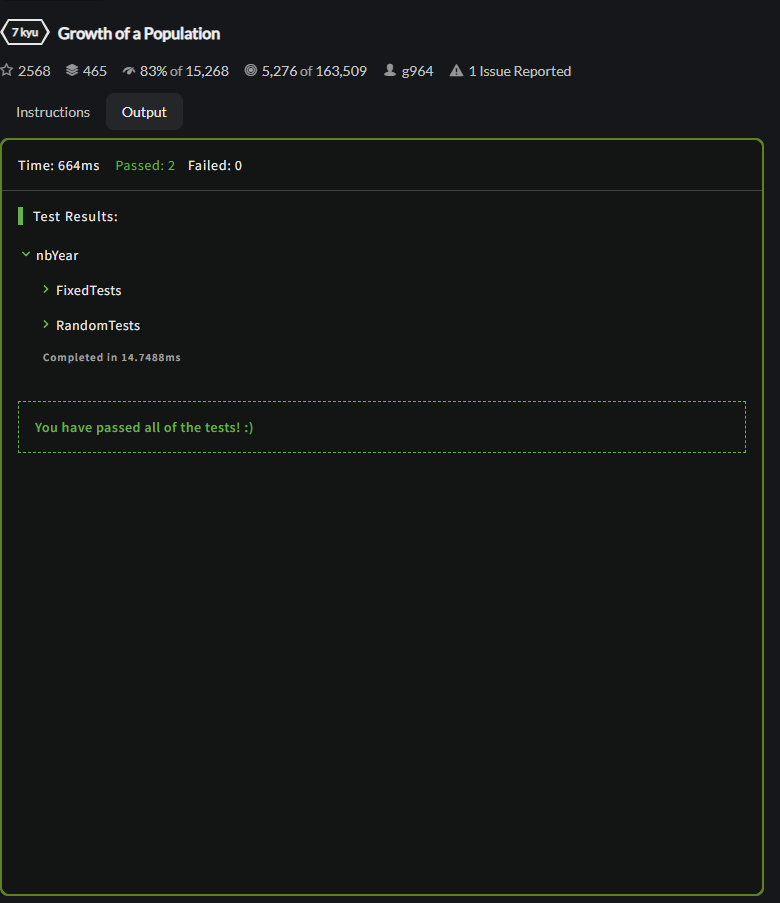 7 kyu Growth of a Population
2568 465 83% of 15,268 5,276 of 163,509 g964 1 Issue Reported
Instructions Output
Time: 664ms Passed: 2 Failed: 0
Test Results:
nbYear
FixedTests
RandomTests
Completed in 14.7488ms
You have passed all of the tests! :)